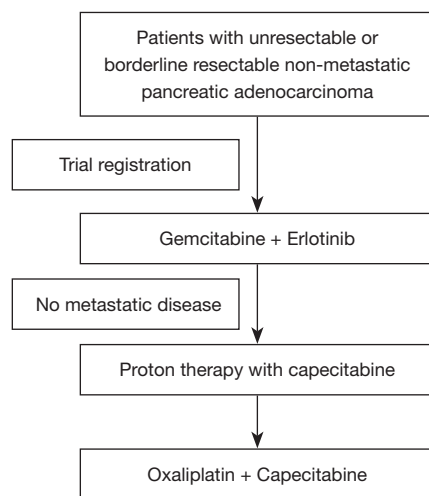 Patients with unresectable or
borderline resectable non-metastatic
pancreatic adenocarcinoma
Trial registration
Gemcitabine + Erlotinib
No metastatic disease
Proton therapy with capecitabine
Oxaliplatin + Capecitabine